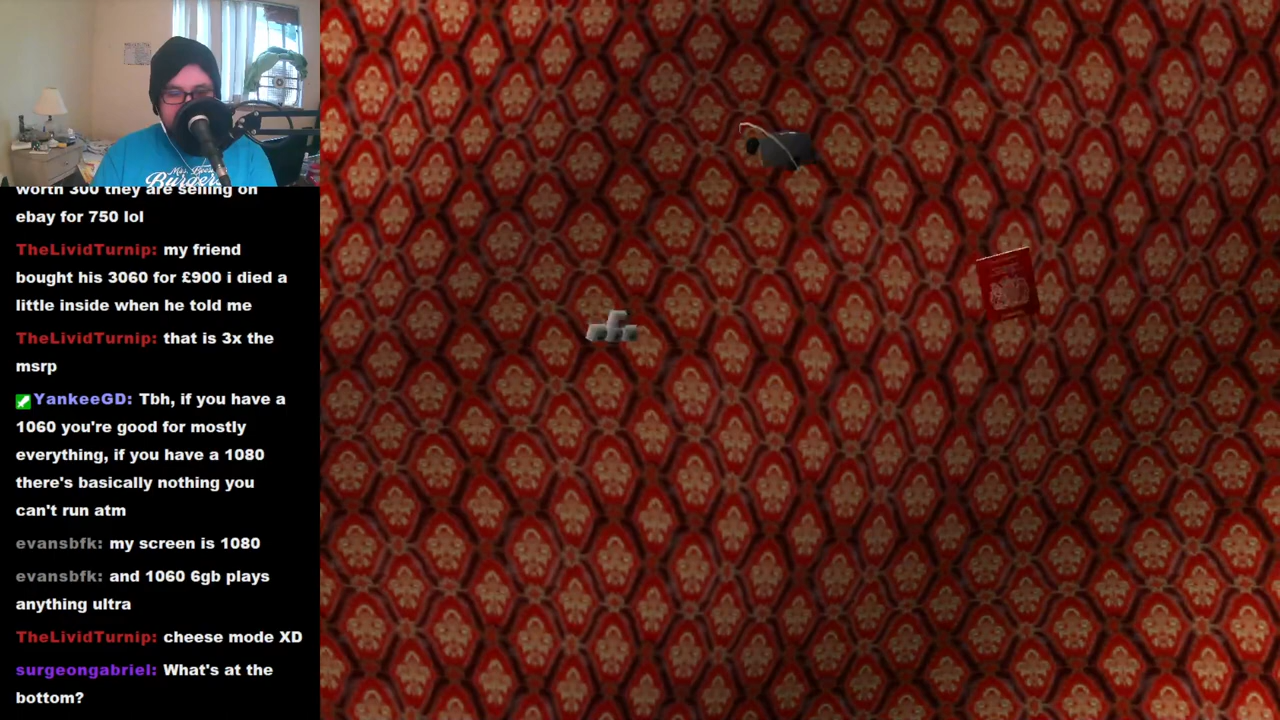 Mrs. Bees
Burgers
worth 300 they are selling on
ebay for 750 lol
TheLividTurnip: my friend
bought his 3060 for £900 i died a
little inside when he told me
TheLividTurnip: that is 3x the
msrp
YankeeGD: Tbh, if you have a
1060 you're good for mostly
everything, if you have a 1080
there's basically nothing you
can't run atm
evansbfk: my screen is 1080
evansbfk: and 1060 6gb plays
anything ultra
TheLividTurnip: cheese mode XD
surgeongabriel: What's at the
bottom?